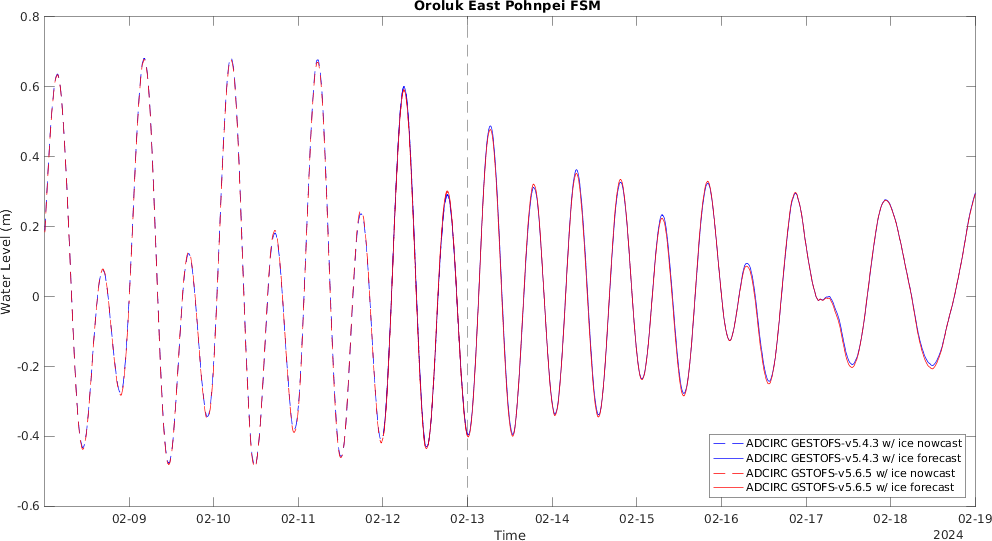 Oroluk East Pohnpei FSM
Water Level (m)
0.8
0.6
0.4
0.2
0
-0.2
-0.4
-0.6
02-09 02-10 02-11 02-12 02-13 02-14 02-15 02-16 02-17 02-18 02-19
Time
2024
ADCIRC GESTOFS-v5.4.3 w/ ice nowcast
ADCIRC GESTOFS-v5.4.3 w/ ice forecast
ADCIRC GSTOFS-v5.6.5 w/ ice nowcast
ADCIRC GSTOFS-v5.6.5 w/ ice forecast